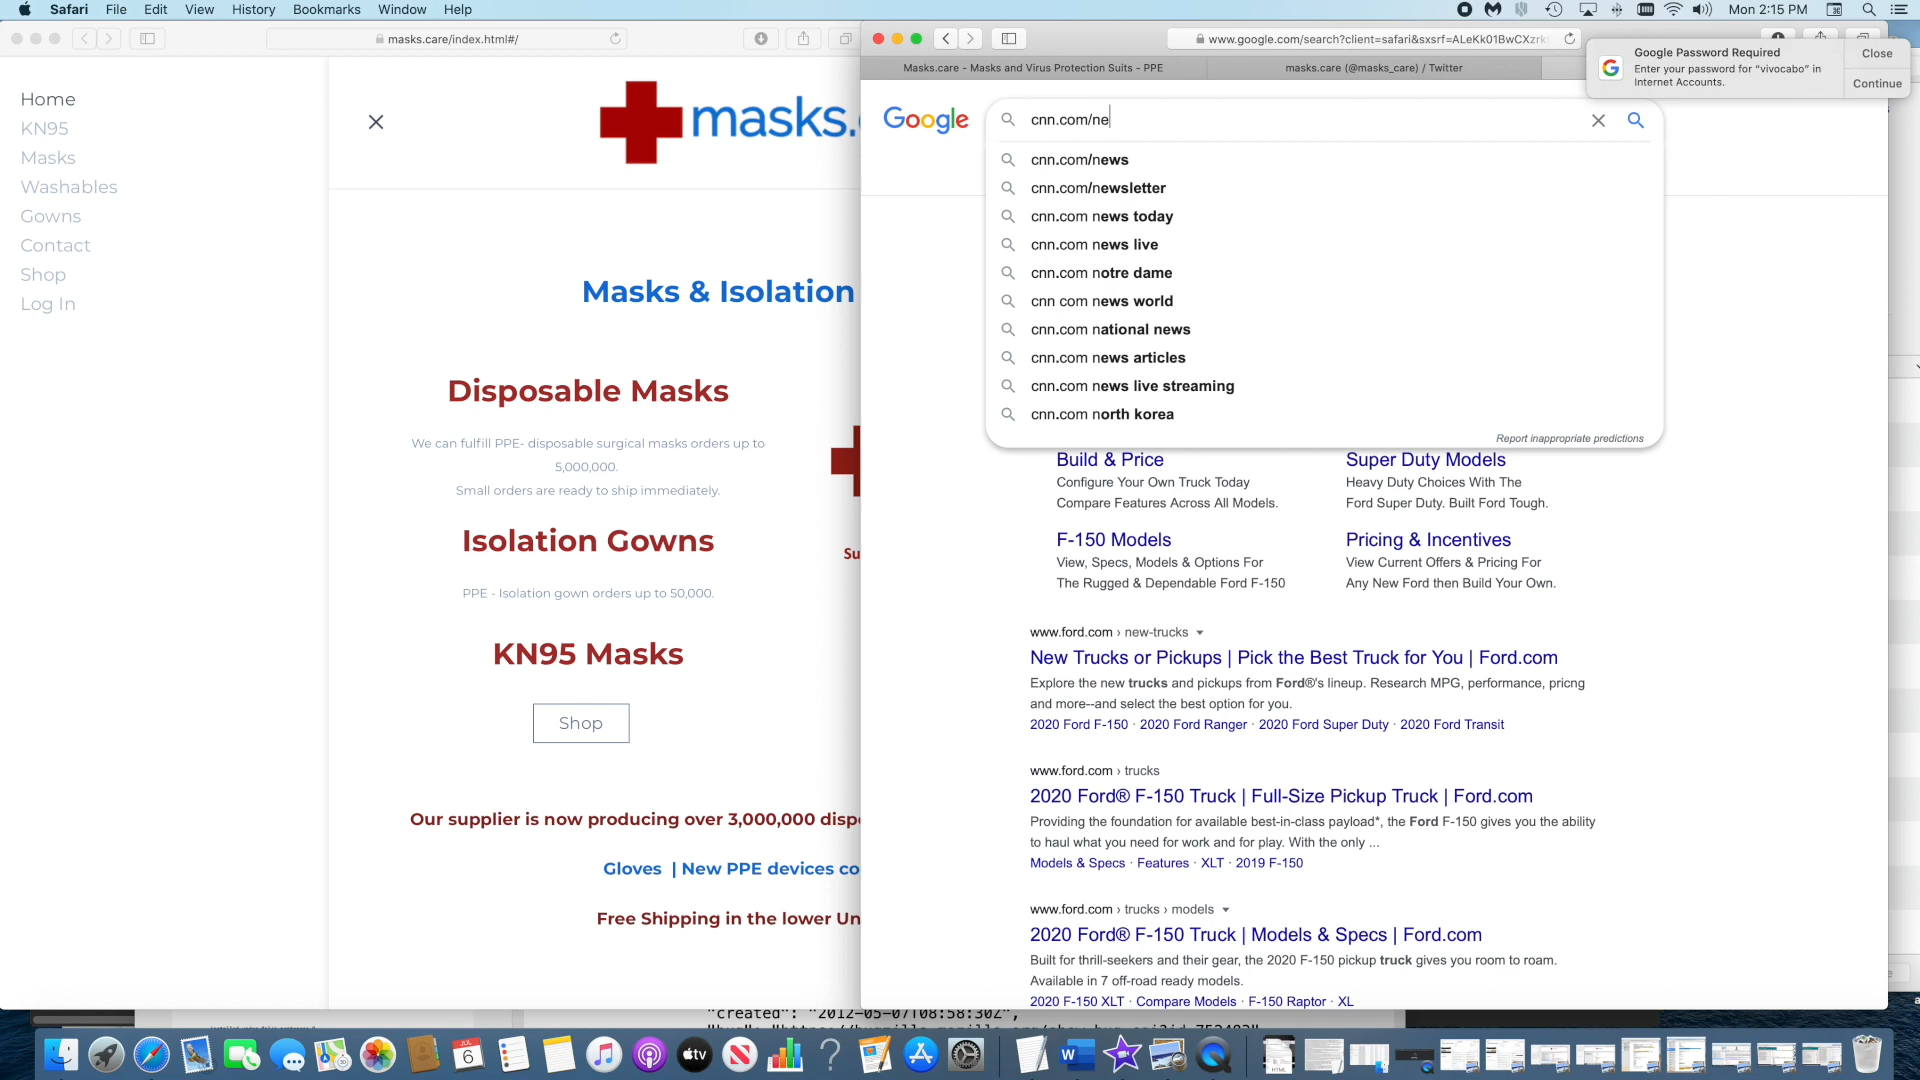 Safari File Edit View History Bookmarks Window Help
Mon 2:15 PM
masks.care/index.html#/
Home
KN95
Masks
Washables
Gowns
Contact
Shop
Log In
masks.
Masks & Isolation
Disposable Masks
We can fulfill PPE- disposable surgical masks orders up to
5,000,000.
Small orders are ready to ship immediately.
Isolation Gowns
Su
PPE - Isolation gown orders up to 50,000.
KN95 Masks
Shop
Our supplier is now producing over 3,000,000 disp
Gloves | New PPE devices co
Free Shipping in the lower Un
www.google.com/search?client=safari&sxsrf=ALeKk01BwCXzrk
Masks.care - Masks and Virus Protection Suits - PPE
masks.care (@masks_care) / Twitter
Google Password Required
Enter your password for “vivocabo” in
Internet Accounts.
Close
Continue
Google
cnn.com/ne
cnn.com/news
cnn.com/newsletter
cnn.com news today
cnn.com news live
cnn.com notre dame
cnn com news world
cnn.com national news
cnn.com news articles
cnn.com news live streaming
cnn.com north korea
Report inappropriate predictions
Build & Price
Configure Your Own Truck Today
Compare Features Across All Models.
Super Duty Models
Heavy Duty Choices With The
Ford Super Duty. Built Ford Tough.
F-150 Models
View, Specs, Models & Options For
The Rugged & Dependable Ford F-150
Pricing & Incentives
View Current Offers & Pricing For
Any New Ford then Build Your Own.
www.ford.com › new-trucks
New Trucks or Pickups | Pick the Best Truck for You | Ford.com
Explore the new trucks and pickups from Ford®'s lineup. Research MPG, performance, pricng
and more--and select the best option for you.
2020 Ford F-150 · 2020 Ford Ranger · 2020 Ford Super Duty · 2020 Ford Transit
www.ford.com › trucks
2020 Ford® F-150 Truck | Full-Size Pickup Truck | Ford.com
Providing the foundation for available best-in-class payload*, the Ford F-150 gives you the ability
to haul what you need for work and for play. With the only ...
Models & Specs · Features · XLT · 2019 F-150
www.ford.com › trucks › models
2020 Ford® F-150 Truck | Models & Specs | Ford.com
Built for thrill-seekers and their gear, the 2020 F-150 pickup truck gives you room to roam.
Available in 7 off-road ready models.
2020 F-150 XLT · Compare Models · F-150 Raptor · XL
"created": "2012-05-07T08:58:30Z",
JUL
6
tv